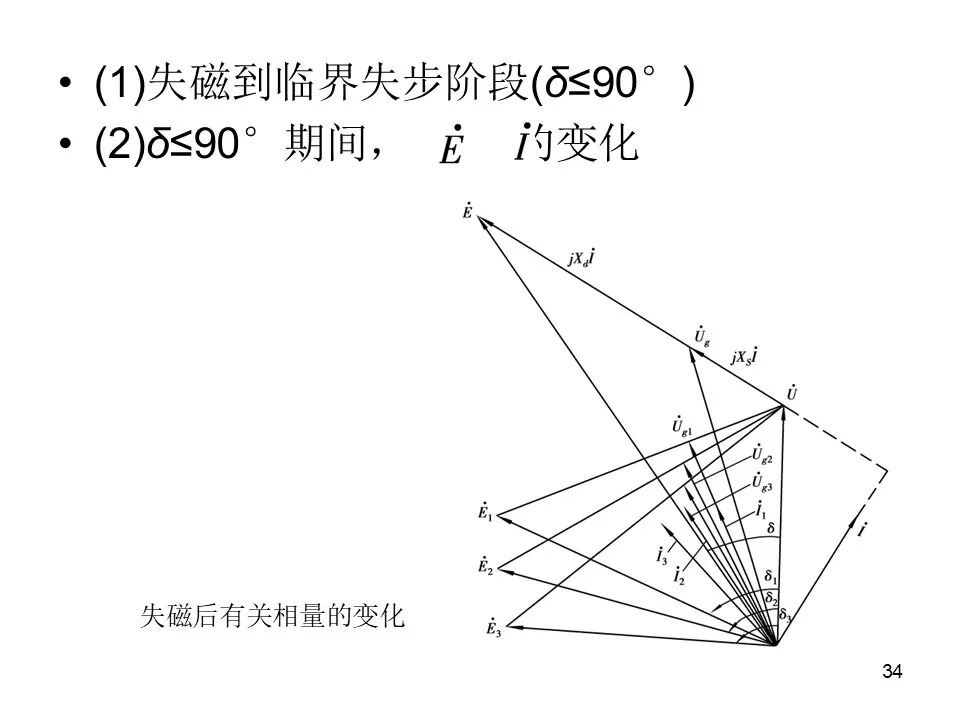 • (1)失磁到临界失步阶段(δ≤90°)
• (2)δ≤90°期间， Ė İ的变化
Ė
jX_dİ
U̇_g
jX_Sİ
U̇
U̇_g1
U̇_g2
U̇_g3
Ė_1
İ_1
δ
İ
İ_3
İ_2
Ė_2
δ_1
δ_2
δ_3
Ė_3
失磁后有关相量的变化
34